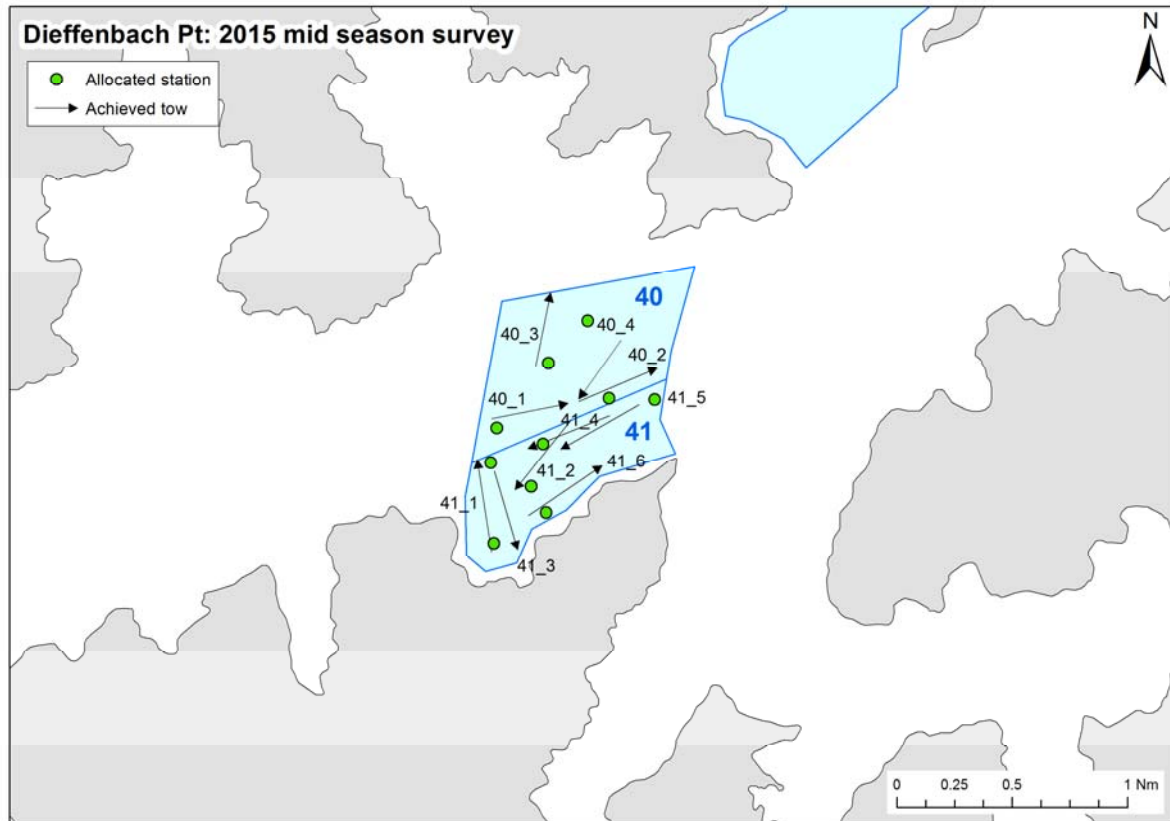 Dieffenbach Pt: 2015 mid season survey
N
Allocated station
Achieved tow
40
40_3
40_4
40_2
40_1
41_5
41_4
41
41_2
41_6
41_1
41_3
0 0.25 0.5 1 Nm